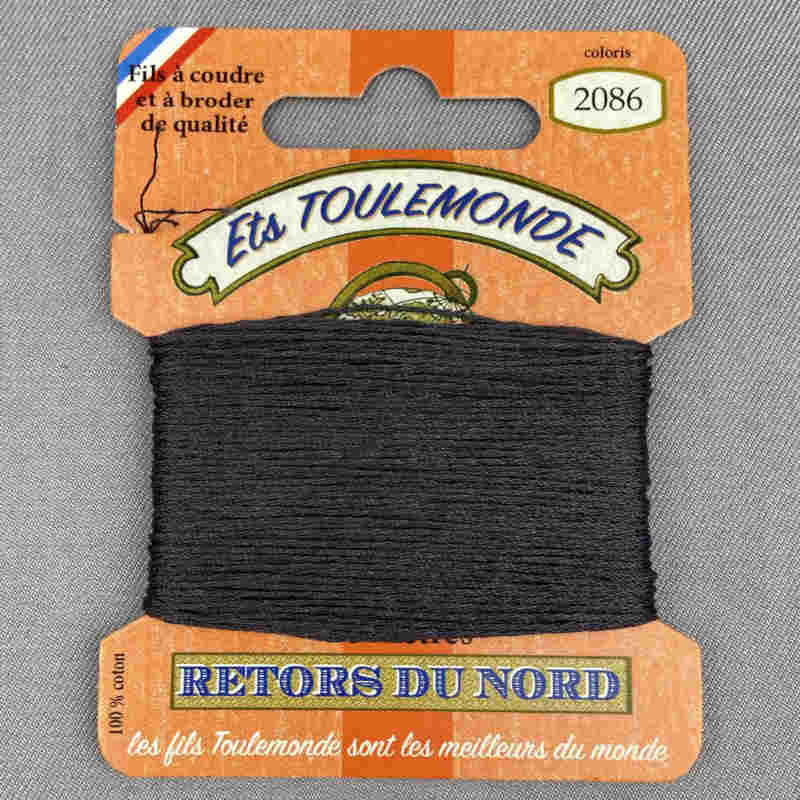 Fils à coudre
et à broder
de qualité
coloris
2086
Ets TOULEMONDE
RETORS DU NORD
100 % coton
les fils Toulemonde sont les meilleurs du monde